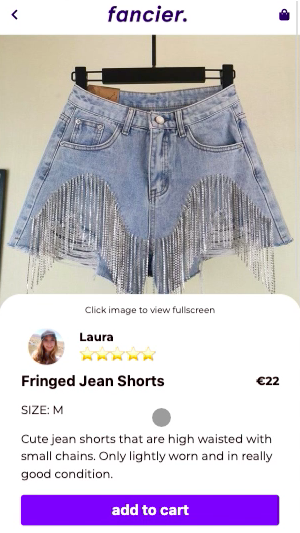 fancier.
Click image to view fullscreen
Laura
Fringed Jean Shorts
€22
SIZE: M
Cute jean shorts that are high waisted with
small chains. Only lightly worn and in really
good condition.
add to cart